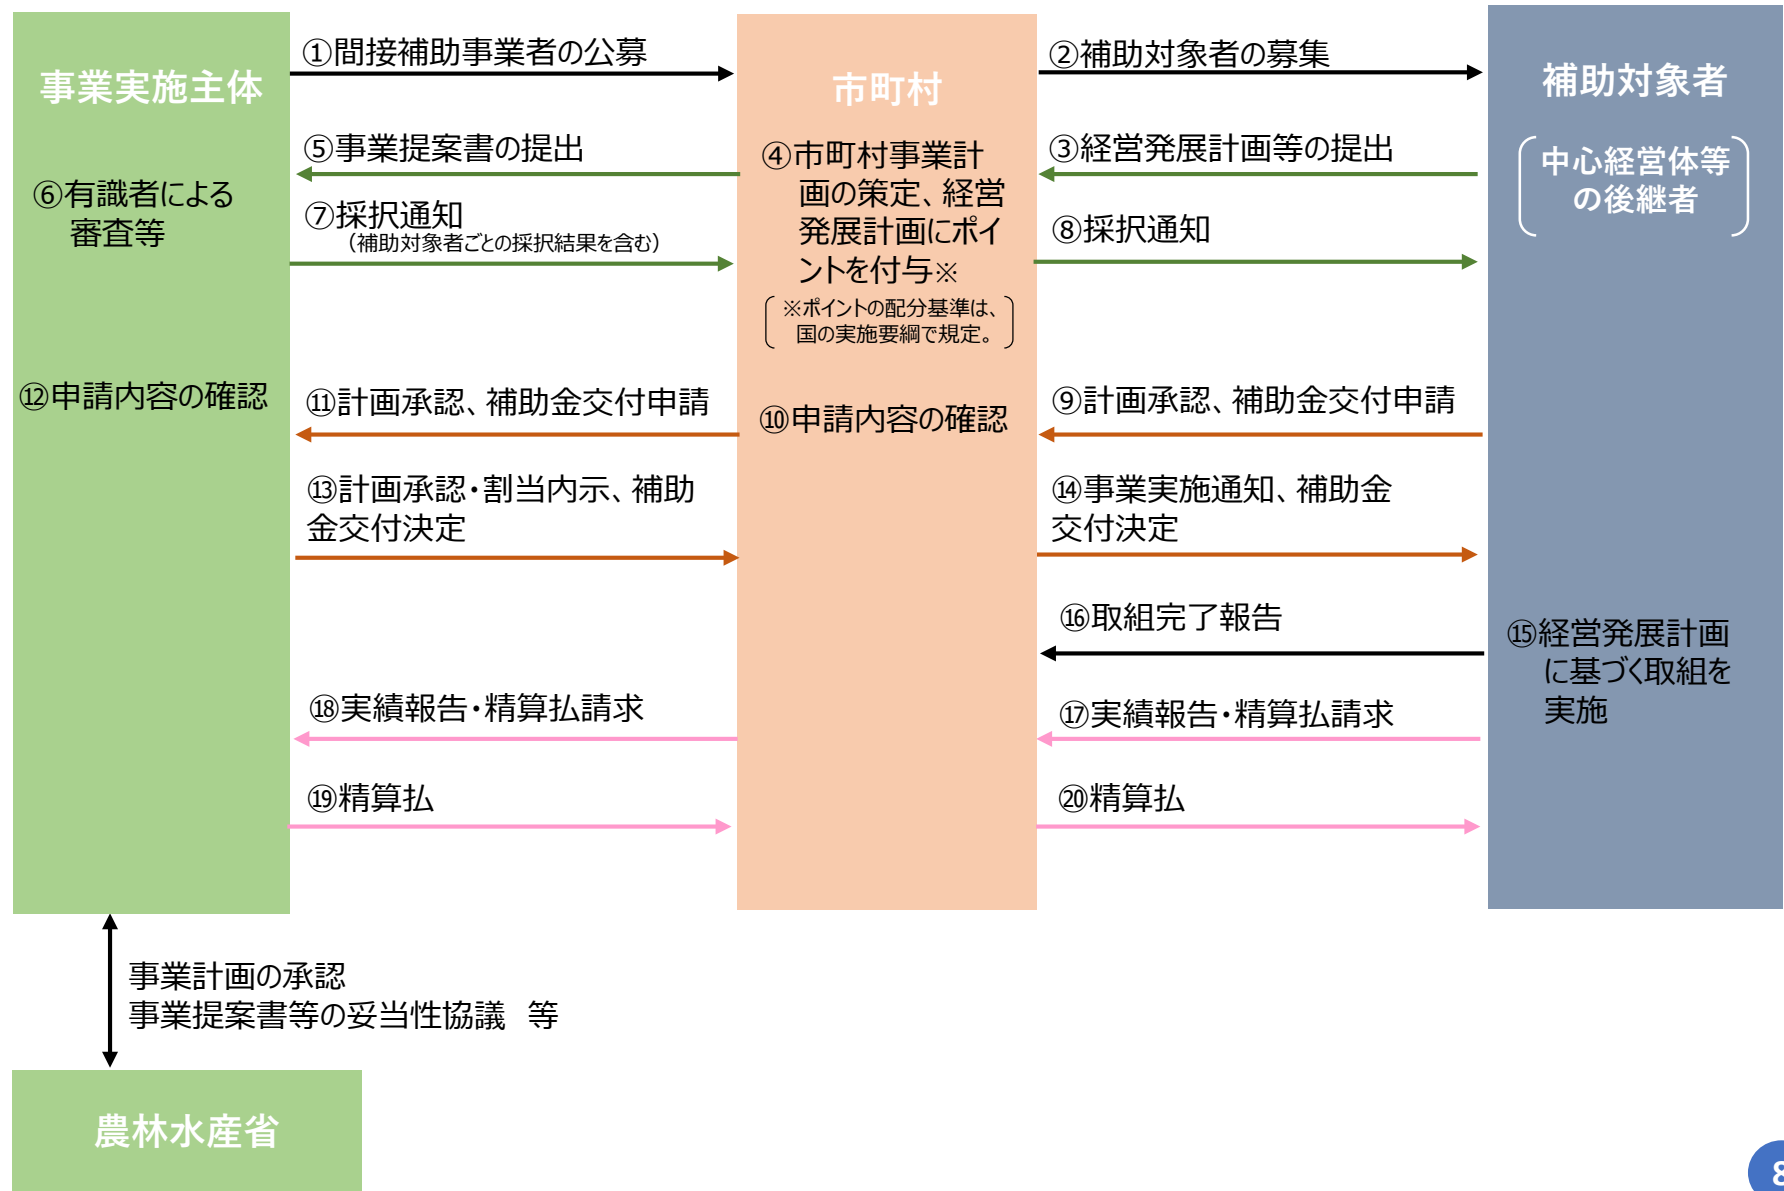 事業実施主体
⑥有識者による
審査等
⑫申請内容の確認
①間接補助事業者の公募
⑤事業提案書の提出
⑦採択通知
（補助対象者ごとの採択結果を含む）
⑪計画承認、補助金交付申請
⑬計画承認・割当内示、補助
金交付決定
⑱実績報告・精算払請求
⑲精算払
市町村
④市町村事業計
画の策定、経営
発展計画にポイ
ントを付与※
※ポイントの配分基準は、
国の実施要綱で規定。
⑩申請内容の確認
②補助対象者の募集
③経営発展計画等の提出
⑧採択通知
⑨計画承認、補助金交付申請
⑭事業実施通知、補助金
交付決定
⑯取組完了報告
⑰実績報告・精算払請求
⑳精算払
補助対象者
中心経営体等
の後継者
⑮経営発展計画
に基づく取組を
実施
事業計画の承認
事業提案書等の妥当性協議　等
農林水産省
8